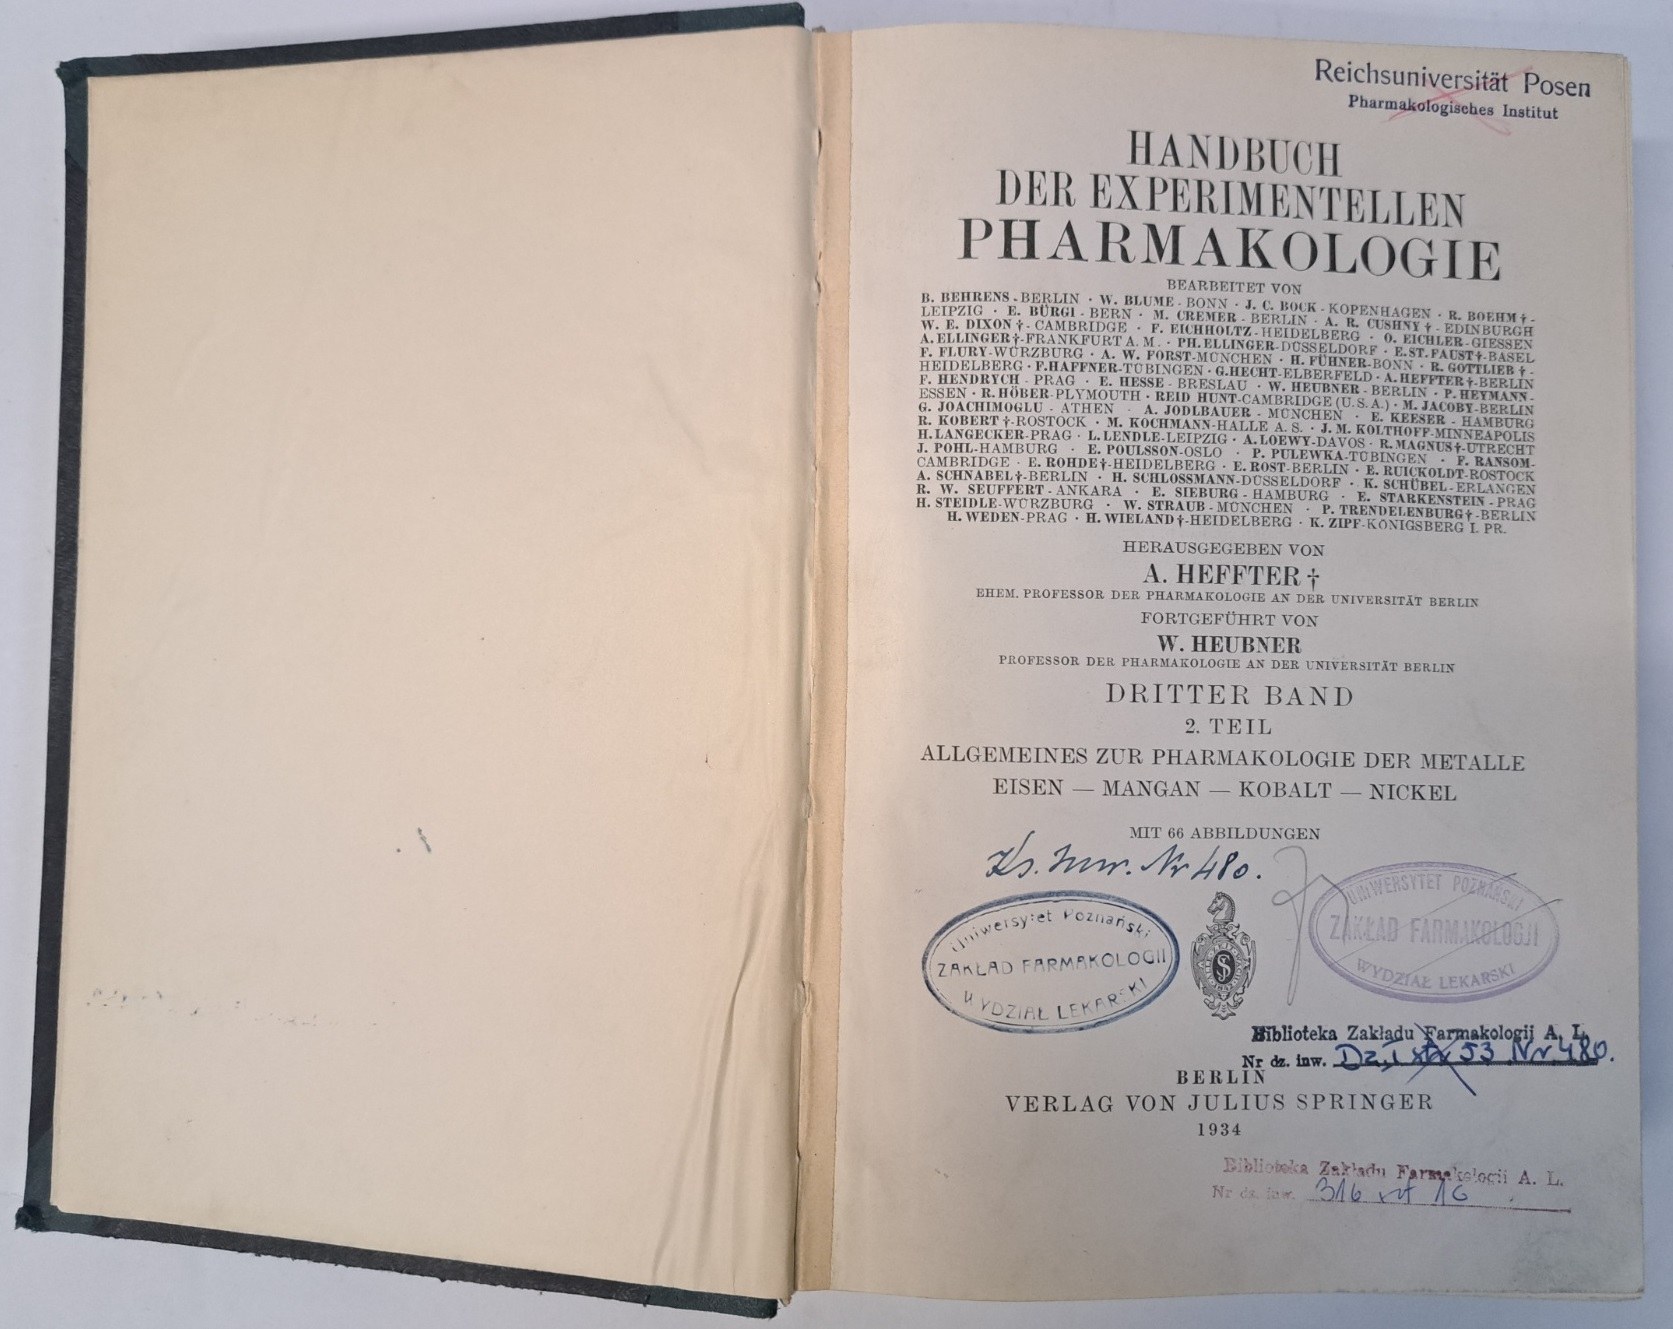 Reichsuniversität Posen
Pharmakologisches Institut
HANDBUCH
DER EXPERIMENTELLEN
PHARMAKOLOGIE
BEARBEITET VON
B. BEHRENS-BERLIN · W. BLUME-BONN · J. C. BOCK-KOPENHAGEN · R. BOEHM†-
LEIPZIG · E. BÜRGI-BERN · M. CREMER-BERLIN · A. R. CUSHNY†-EDINBURGH
W. E. DIXON†-CAMBRIDGE · F. EICHHOLTZ-HEIDELBERG · O. EICHLER-GIESSEN
A. ELLINGER†-FRANKFURT A. M. · PH. ELLINGER-DÜSSELDORF · E. ST. FAUST†-BASEL
F. FLURY-WÜRZBURG · A. W. FORST-MÜNCHEN · H. FÜHNER-BONN · R. GOTTLIEB†-
HEIDELBERG · F. HAFFNER-TÜBINGEN · G. HECHT-ELBERFELD · A. HEFFTER†-BERLIN
F. HENDRYCH-PRAG · E. HESSE-BRESLAU · W. HEUBNER-BERLIN · P. HEYMANN-
ESSEN · R. HÖBER-PLYMOUTH · REID HUNT-CAMBRIDGE (U.S.A.) · M. JACOBY-BERLIN
G. JOACHIMOGLU-ATHEN · A. JODLBAUER-MÜNCHEN · E. KEESER-HAMBURG
R. KOBERT†-ROSTOCK · M. KOCHMANN-HALLE A. S. · J. M. KOLTHOFF-MINNEAPOLIS
H. LANGECKER-PRAG · L. LENDLE-LEIPZIG · A. LOEWY-DAVOS · R. MAGNUS†-UTRECHT
J. POHL-HAMBURG · E. POULSSON-OSLO · P. PULEWKA-TÜBINGEN · F. RANSOM-
CAMBRIDGE · E. ROHDE†-HEIDELBERG · E. ROST-BERLIN · E. RUICKOLDT-ROSTOCK
A. SCHNABEL†-BERLIN · H. SCHLOSSMANN-DÜSSELDORF · K. SCHÜBEL-ERLANGEN
R. W. SEUFFERT-ANKARA · E. SIEBURG-HAMBURG · E. STARKENSTEIN-PRAG
H. STEIDLE-WÜRZBURG · W. STRAUB-MÜNCHEN · P. TRENDELENBURG†-BERLIN
H. WEDEN-PRAG · H. WIELAND†-HEIDELBERG · K. ZIPF-KÖNIGSBERG I. PR.
HERAUSGEGEBEN VON
A. HEFFTER †
EHEM. PROFESSOR DER PHARMAKOLOGIE AN DER UNIVERSITÄT BERLIN
FORTGEFÜHRT VON
W. HEUBNER
PROFESSOR DER PHARMAKOLOGIE AN DER UNIVERSITÄT BERLIN
DRITTER BAND
2. TEIL
ALLGEMEINES ZUR PHARMAKOLOGIE DER METALLE
EISEN — MANGAN — KOBALT — NICKEL
MIT 66 ABBILDUNGEN
Ks. Inw. Nr 480.
Uniwersytet Poznański
ZAKŁAD FARMAKOLOGII
WYDZIAŁ LEKARSKI
UNIWERSYTET POZNAŃSKI
ZAKŁAD FARMAKOLOGJI
WYDZIAŁ LEKARSKI
Biblioteka Zakładu Farmakologij A. L.
Nr dz. inw. Dz. I 53 Nr 480.
BERLIN
VERLAG VON JULIUS SPRINGER
1934
Biblioteka Zakładu Farmakologii A. L.
Nr dz. inw. 316